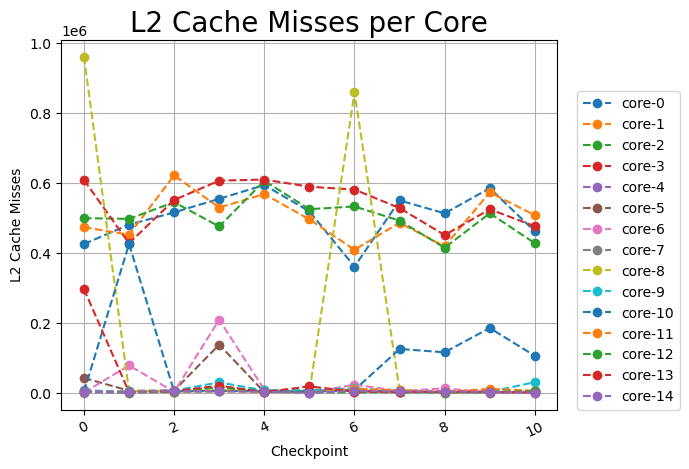 L2 Cache Misses per Core
1e6
1.0
0.8
0.6
0.4
0.2
0.0
L2 Cache Misses
0
2
4
6
8
10
Checkpoint
core-0
core-1
core-2
core-3
core-4
core-5
core-6
core-7
core-8
core-9
core-10
core-11
core-12
core-13
core-14